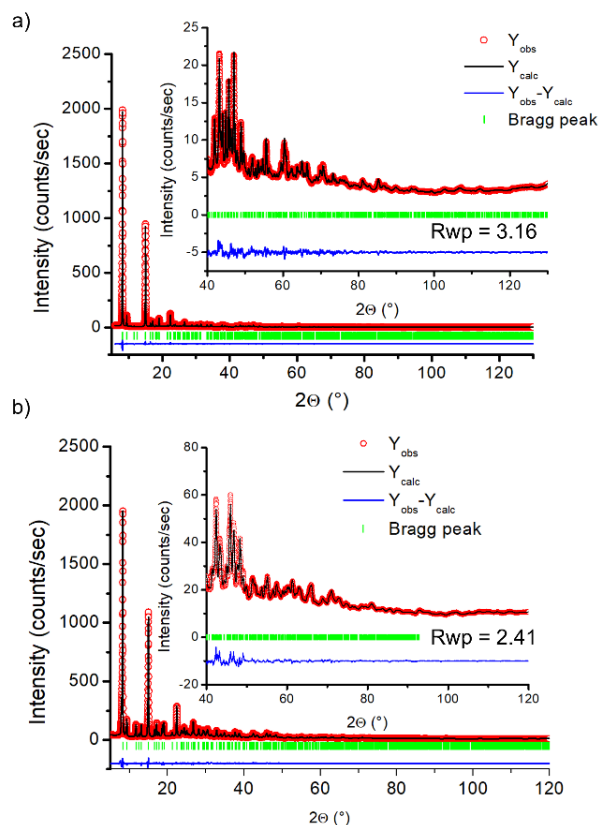 a)
Intensity (counts/sec)
2500
2000
1500
1000
500
0
20 40 60 80 100 120
2Θ (°)
Intensity (counts/sec)
25
20
15
10
5
0
-5
40 60 80 100 120
2Θ (°)
Rwp = 3.16
Yobs
Ycalc
Yobs-Ycalc
Bragg peak
b)
Intensity (counts/sec)
2500
2000
1500
1000
500
0
20 40 60 80 100 120
2Θ (°)
Intensity (counts/sec)
80
60
40
20
0
-20
40 60 80 100 120
2Θ (°)
Rwp = 2.41
Yobs
Ycalc
Yobs-Ycalc
Bragg peak